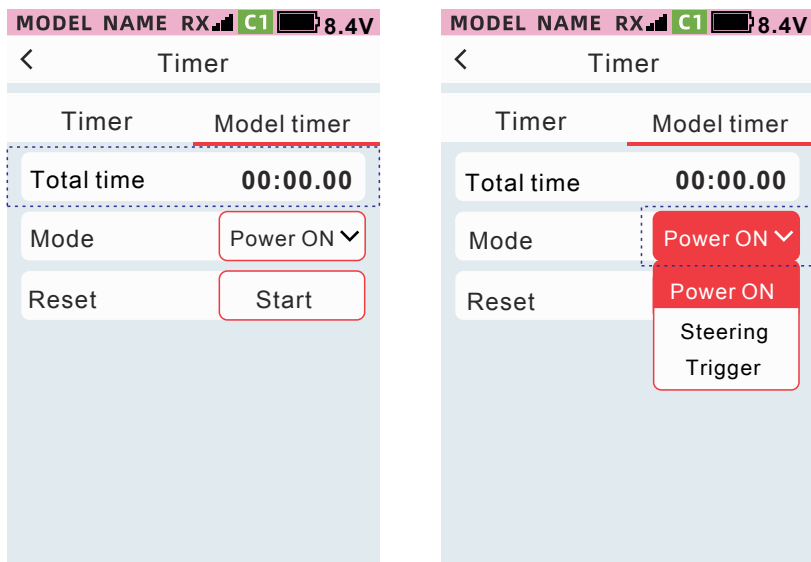 MODEL NAME RX C1 8.4V
Timer
Timer Model timer
Total time 00:00.00
Mode Power ON
Reset Start
MODEL NAME RX C1 8.4V
Timer
Timer Model timer
Total time 00:00.00
Mode Power ON
Reset Power ON
Steering
Trigger